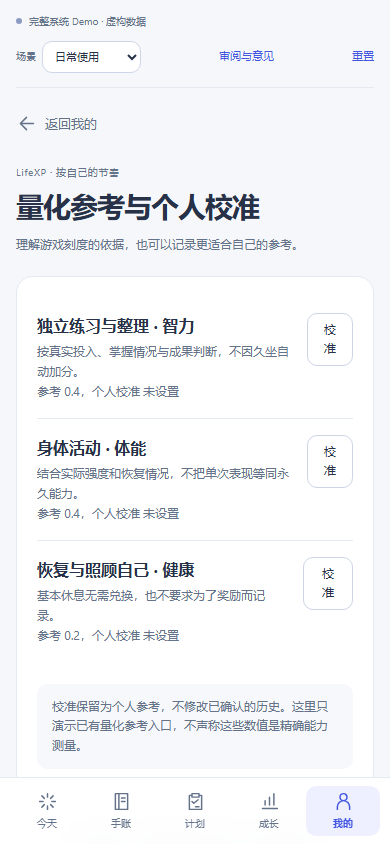 完整系统 Demo · 虚构数据
场景 日常使用 审阅与意见 重置
返回我的
LifeXP · 按自己的节奏
量化参考与个人校准
理解游戏刻度的依据，也可以记录更适合自己的参考。
独立练习与整理 · 智力
按真实投入、掌握情况与成果判断，不因久坐自
动加分。
参考 0.4，个人校准 未设置
校
准
身体活动 · 体能
结合实际强度和恢复情况，不把单次表现等同永
久能力。
参考 0.4，个人校准 未设置
校
准
恢复与照顾自己 · 健康
基本休息无需兑换，也不要求为了奖励而记
录。
参考 0.2，个人校准 未设置
校
准
校准保留为个人参考，不修改已确认的历史。这里只
演示已有量化参考入口，不声称这些数值是精确能力
测量。
今天 手账 计划 成长 我的